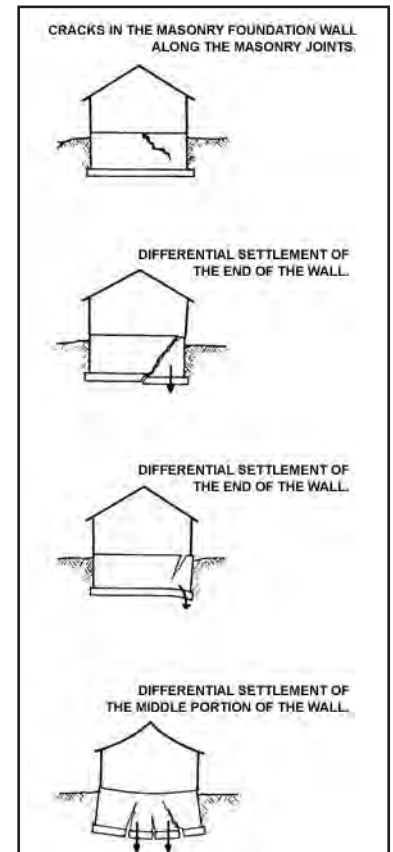 CRACKS IN THE MASONRY FOUNDATION WALL
ALONG THE MASONRY JOINTS.
DIFFERENTIAL SETTLEMENT OF
THE END OF THE WALL.
DIFFERENTIAL SETTLEMENT OF
THE END OF THE WALL.
DIFFERENTIAL SETTLEMENT OF
THE MIDDLE PORTION OF THE WALL.